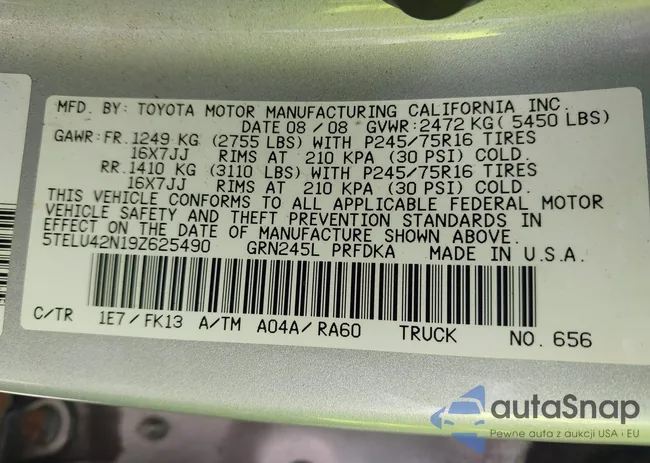 MFD. BY: TOYOTA MOTOR MANUFACTURING CALIFORNIA INC.
DATE 08/08 GVWR:2472 KG(5450 LBS)
GAWR:FR.1249 KG (2755 LBS) WITH P245/75R16 TIRES
16X7JJ RIMS AT 210 KPA (30 PSI) COLD.
RR.1410 KG (3110 LBS) WITH P245/75R16 TIRES
16X7JJ RIMS AT 210 KPA (30 PSI) COLD.
THIS VEHICLE CONFORMS TO ALL APPLICABLE FEDERAL MOTOR
VEHICLE SAFETY AND THEFT PREVENTION STANDARDS IN
EFFECT ON THE DATE OF MANUFACTURE SHOWN ABOVE.
5TELU42N19Z625490 GRN245L PRFDKA MADE IN U.S.A.
C/TR 1E7/FK13 A/TM A04A/RA60 TRUCK NO. 656
autaSnap
Pewne auta z aukcji USA i EU